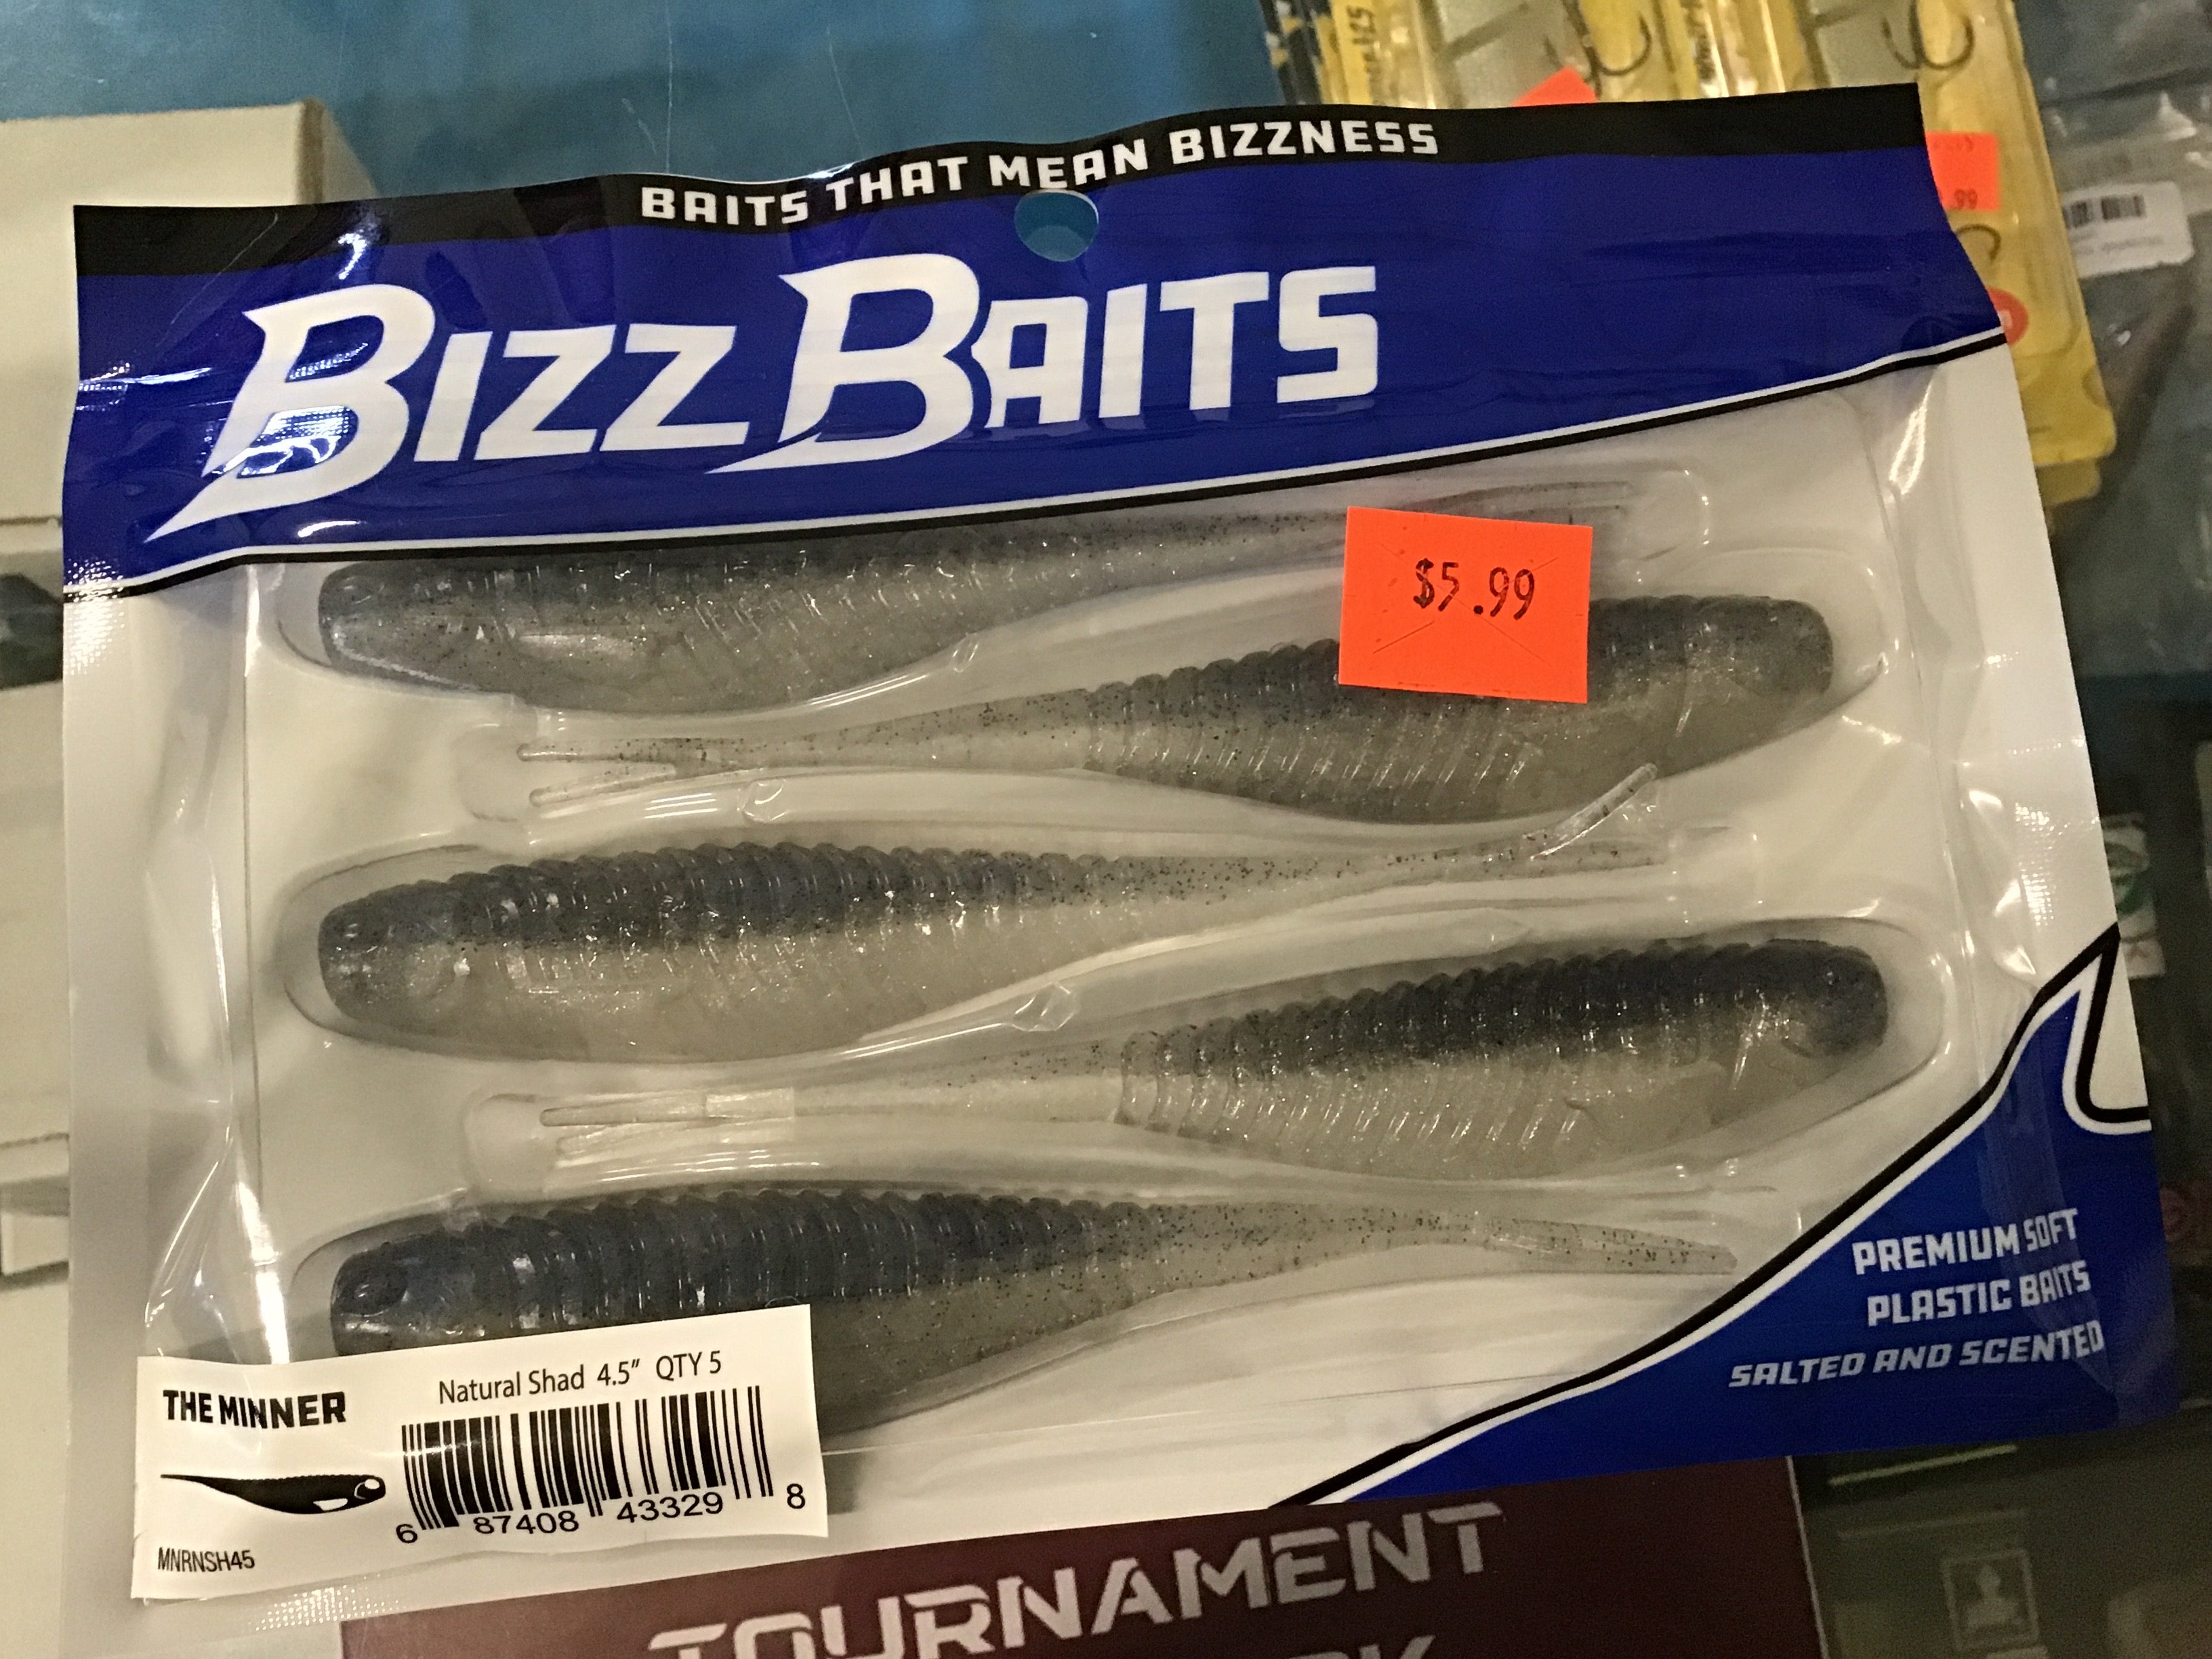 BAITS THAT MEAN BIZZNESS
BIZZ BAITS
$5.99
.99
PREMIUM SOFT
PLASTIC BAITS
SALTED AND SCENTED
THE MINNER
Natural Shad 4.5" QTY 5
6 87408 43329 8
MNRNSH45
TOURNAMENT